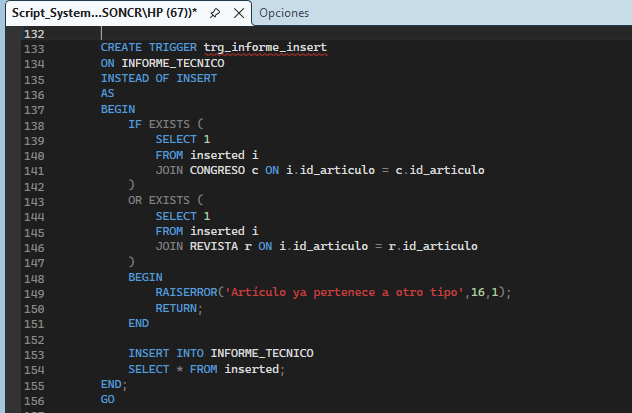 Script_System...SONCR\HP (67))*
Opciones
132
133 CREATE TRIGGER trg_informe_insert
134 ON INFORME_TECNICO
135 INSTEAD OF INSERT
136 AS
137 BEGIN
138 IF EXISTS (
139 SELECT 1
140 FROM inserted i
141 JOIN CONGRESO c ON i.id_articulo = c.id_articulo
142 )
143 OR EXISTS (
144 SELECT 1
145 FROM inserted i
146 JOIN REVISTA r ON i.id_articulo = r.id_articulo
147 )
148 BEGIN
149 RAISERROR('Artículo ya pertenece a otro tipo',16,1);
150 RETURN;
151 END
152
153 INSERT INTO INFORME_TECNICO
154 SELECT * FROM inserted;
155 END;
156 GO